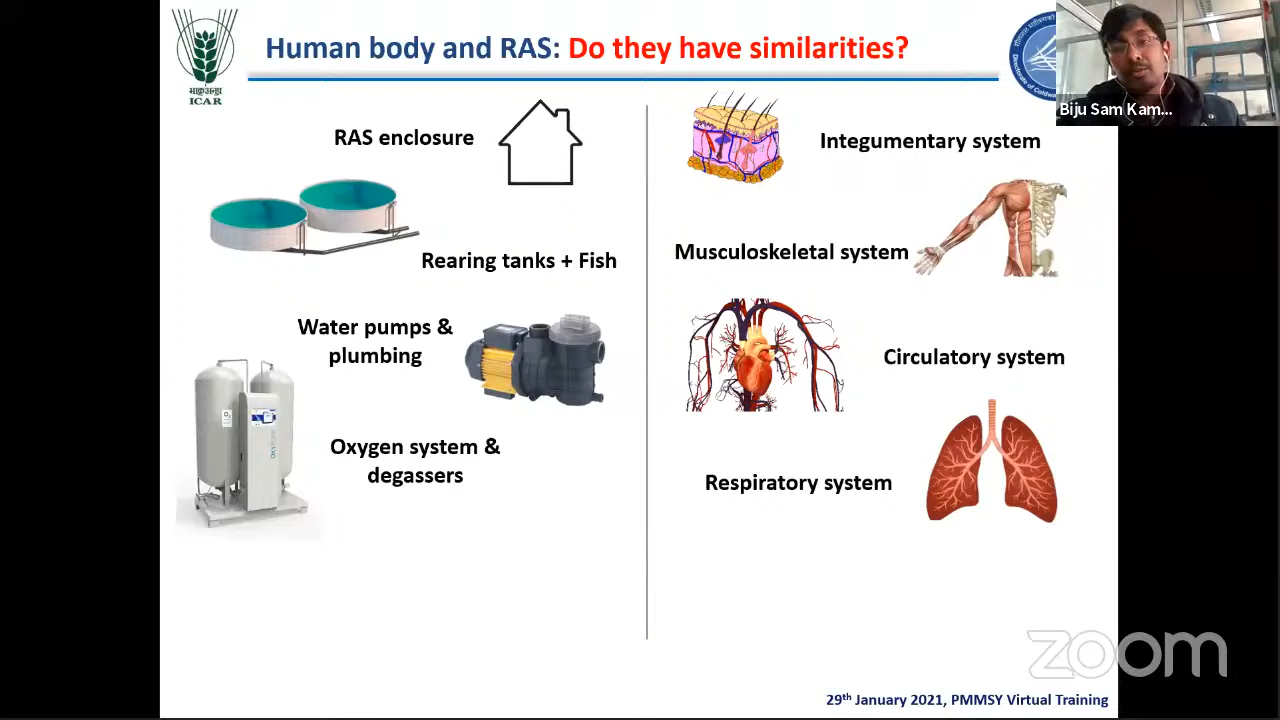 Human body and RAS: Do they have similarities?
भाकृअनुप
ICAR
Biju Sam Kam...
RAS enclosure
Rearing tanks + Fish
Water pumps &
plumbing
Oxygen system &
degassers
Integumentary system
Musculoskeletal system
Circulatory system
Respiratory system
zoom
29th January 2021, PMMSY Virtual Training